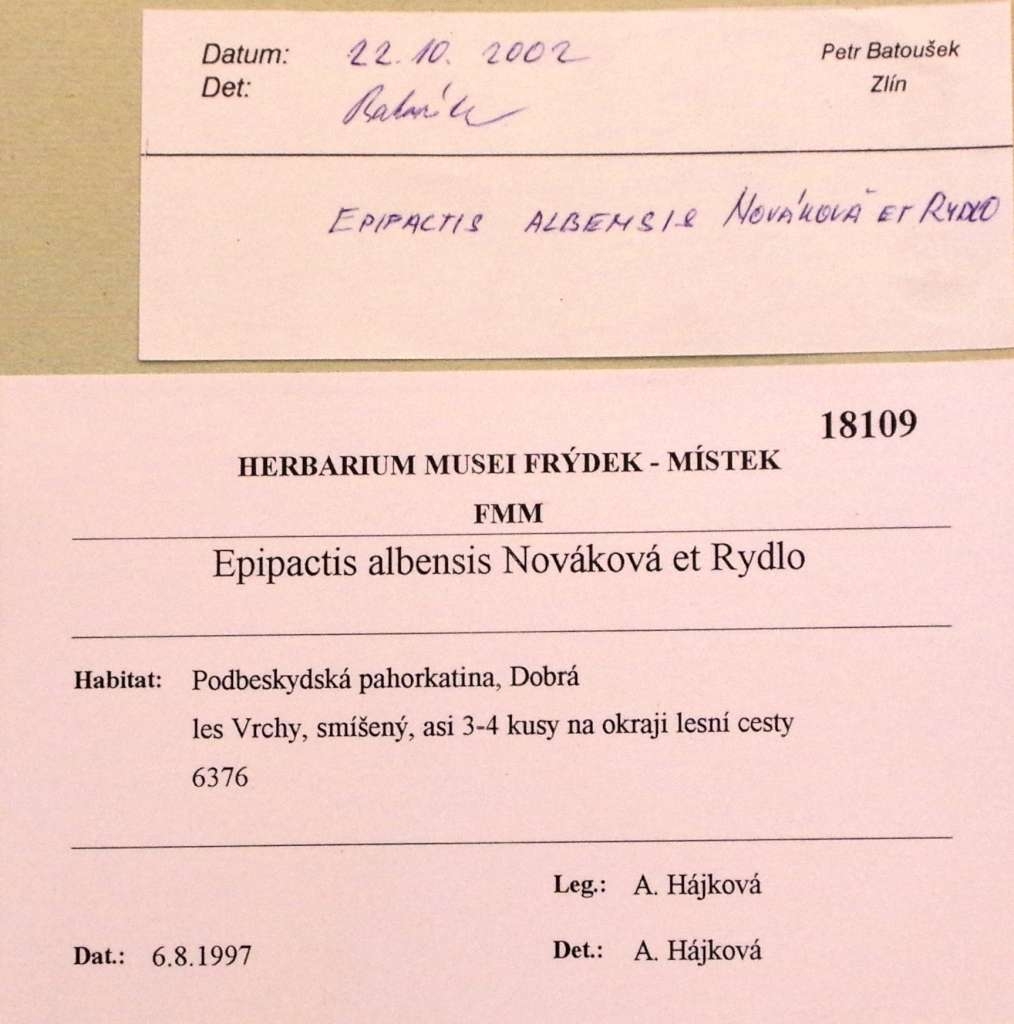 Datum: 22.10.2002 Petr Batoušek
Det: Batoušek Zlín
EPIPACTIS ALBENSIS NOVÁKOVÁ ET RYDLO
18109
HERBARIUM MUSEI FRÝDEK - MÍSTEK
FMM
Epipactis albensis Nováková et Rydlo
Habitat: Podbeskydská pahorkatina, Dobrá
les Vrchy, smíšený, asi 3-4 kusy na okraji lesní cesty
6376
Leg.: A. Hájková
Dat.: 6.8.1997 Det.: A. Hájková